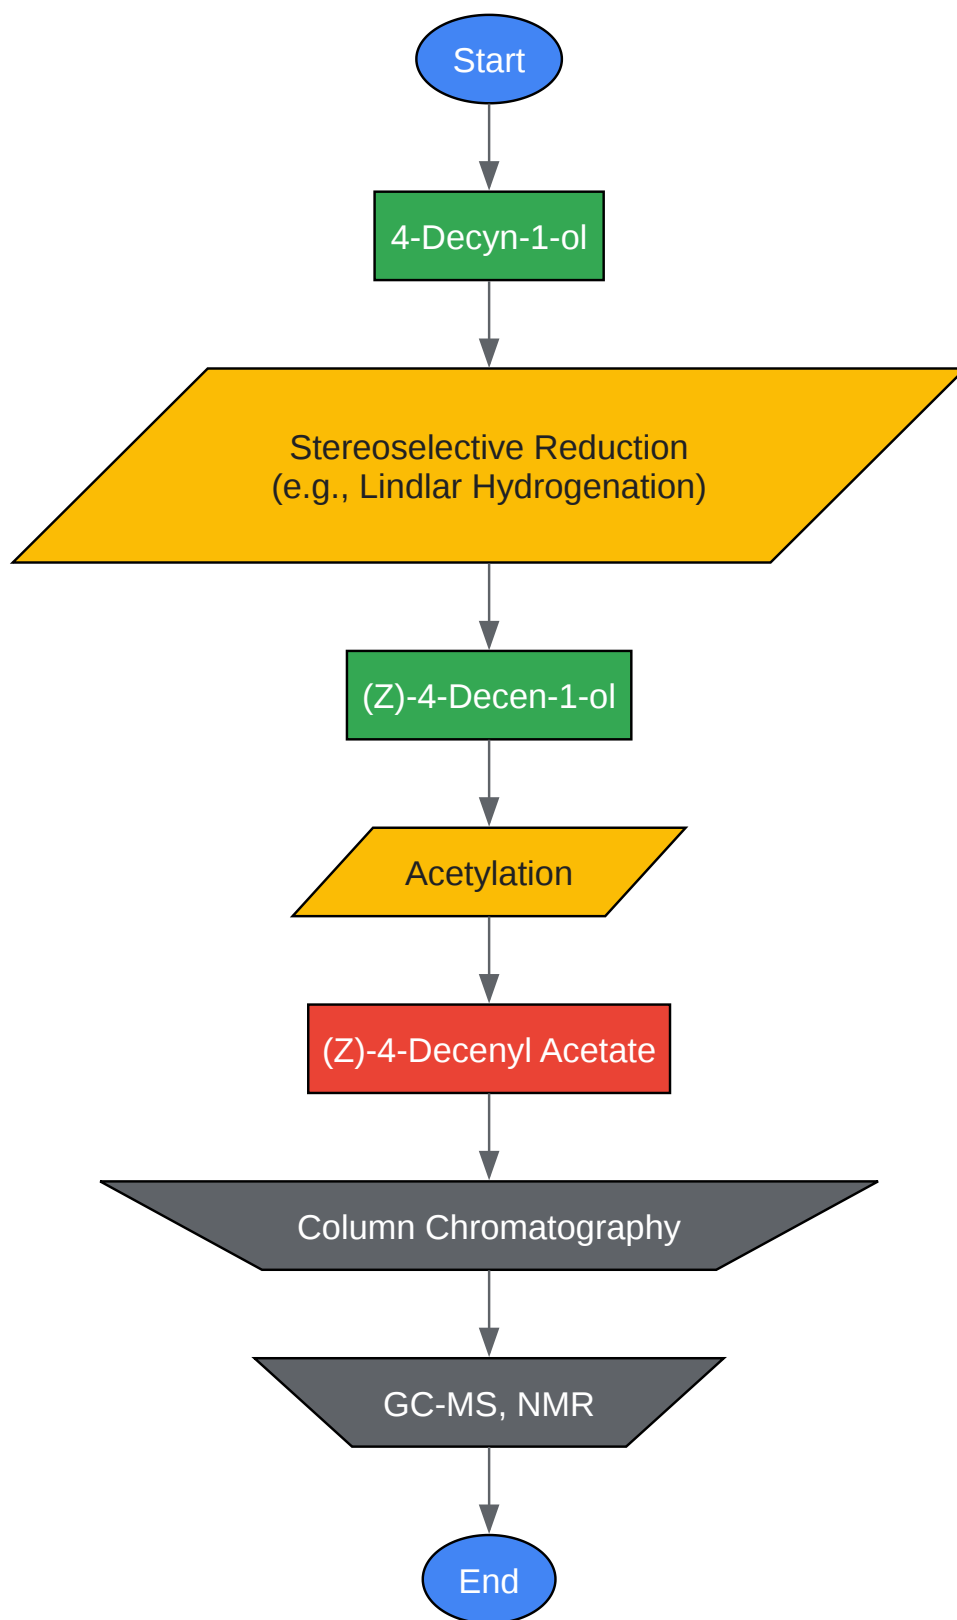 Start
4-Decyn-1-ol
Stereoselective Reduction
(e.g., Lindlar Hydrogenation)
(Z)-4-Decen-1-ol
Acetylation
(Z)-4-Decenyl Acetate
Column Chromatography
GC-MS, NMR
End